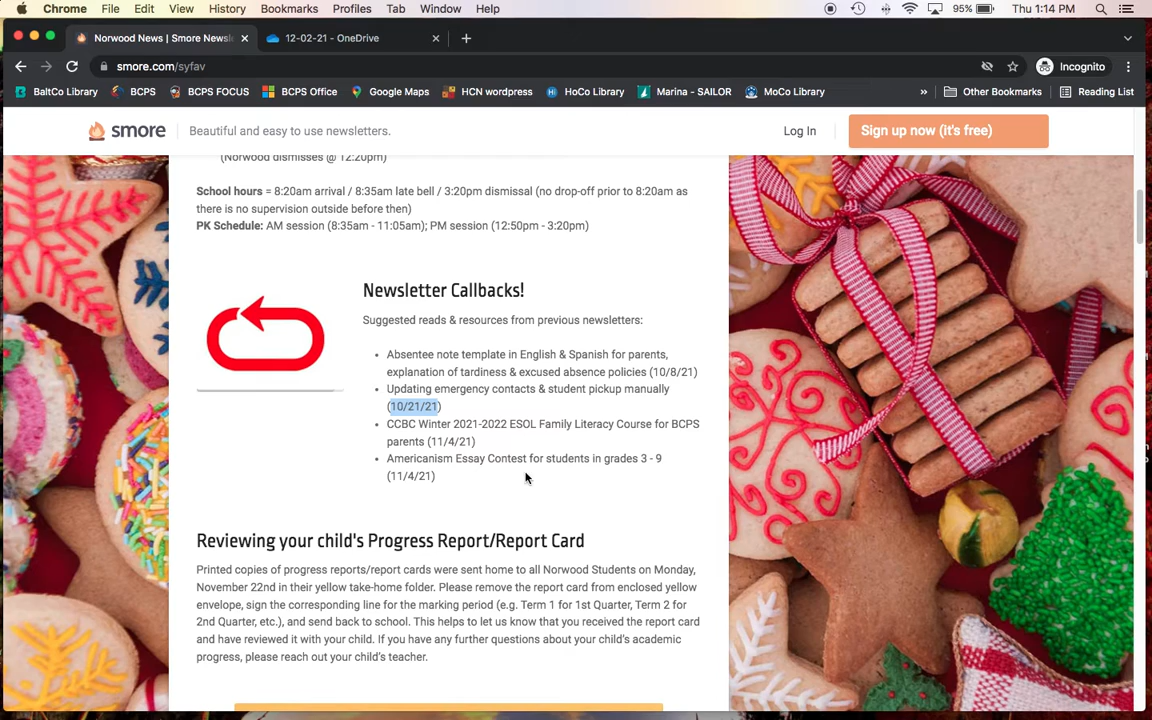 Chrome File Edit View History Bookmarks Profiles Tab Window Help 95% Thu 1:14 PM
Norwood News | Smore Newsl 12-02-21 - OneDrive
smore.com/syfav Incognito
BaltCo Library BCPS BCPS FOCUS BCPS Office Google Maps HCN wordpress HoCo Library Marina - SAILOR MoCo Library » Other Bookmarks Reading List
smore Beautiful and easy to use newsletters. Log In Sign up now (it's free)
(Norwood dismisses @ 12:20pm)
School hours = 8:20am arrival / 8:35am late bell / 3:20pm dismissal (no drop-off prior to 8:20am as
there is no supervision outside before then)
PK Schedule: AM session (8:35am - 11:05am); PM session (12:50pm - 3:20pm)
Newsletter Callbacks!
Suggested reads & resources from previous newsletters:
• Absentee note template in English & Spanish for parents,
explanation of tardiness & excused absence policies (10/8/21)
• Updating emergency contacts & student pickup manually
(10/21/21)
• CCBC Winter 2021-2022 ESOL Family Literacy Course for BCPS
parents (11/4/21)
• Americanism Essay Contest for students in grades 3 - 9
(11/4/21)
Reviewing your child's Progress Report/Report Card
Printed copies of progress reports/report cards were sent home to all Norwood Students on Monday,
November 22nd in their yellow take-home folder. Please remove the report card from enclosed yellow
envelope, sign the corresponding line for the marking period (e.g. Term 1 for 1st Quarter, Term 2 for
2nd Quarter, etc.), and send back to school. This helps to let us know that you received the report card
and have reviewed it with your child. If you have any further questions about your child's academic
progress, please reach out your child's teacher.